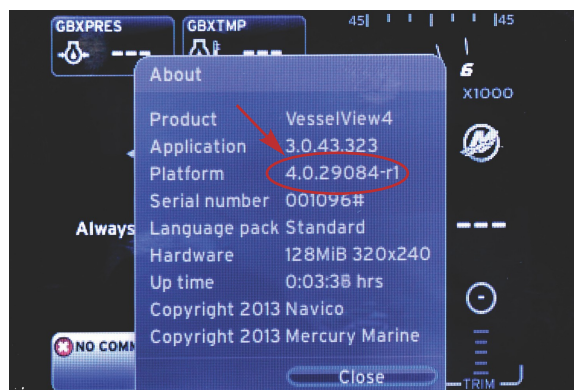 GBXPRES
---
GBXTMP
---
45 45
6
X1000
About
Product VesselView4
Application 3.0.43.323
Platform 4.0.29084-r1
Serial number 001096#
Always Language pack Standard
---
Hardware 128MiB 320x240
Up time 0:03:38 hrs
Copyright 2013 Navico
Copyright 2013 Mercury Marine
NO COMM
Close
TRIM